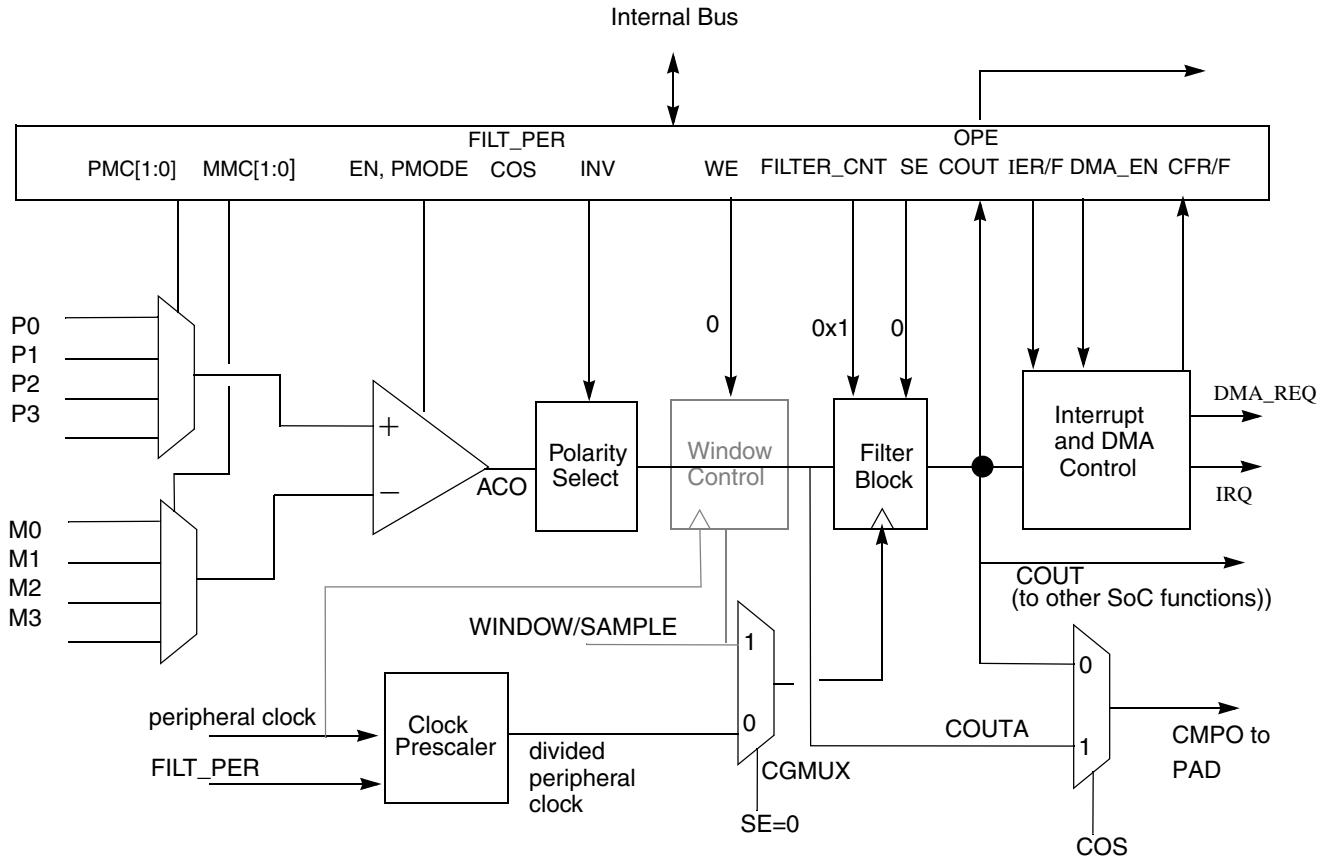 Internal Bus
FILT_PER
OPE
PMC[1:0]
MMC[1:0]
EN, PMODE
COS
INV
WE
FILTER_CNT
SE
COUT
IER/F
DMA_EN
CFR/F
0
0x1
0
P0
P1
P2
P3
+
−
ACO
Polarity
Select
Window
Control
Filter
Block
Interrupt
and DMA
Control
DMA_REQ
IRQ
M0
M1
M2
M3
COUT
(to other SoC functions))
WINDOW/SAMPLE
1
0
0
1
peripheral clock
FILT_PER
Clock
Prescaler
divided
peripheral
clock
CGMUX
SE=0
COUTA
CMPO to
PAD
COS